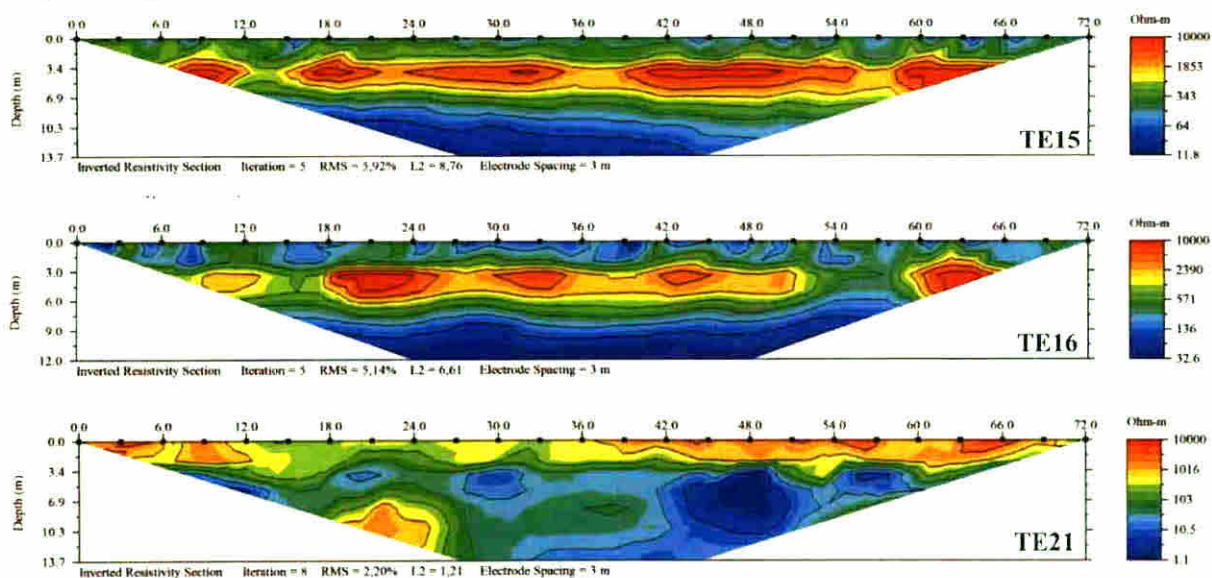 0.0 6.0 12.0 18.0 24.0 30.0 36.0 42.0 48.0 54.0 60.0 66.0 72.0 Ohm-m
0.0 10000
3.4 1853
6.9 343
10.3 64
13.7 11.8
Depth (m)
TE15
Inverted Resistivity Section Iteration = 5 RMS = 5,92% L2 = 8,76 Electrode Spacing = 3 m
0.0 6.0 12.0 18.0 24.0 30.0 36.0 42.0 48.0 54.0 60.0 66.0 72.0 Ohm-m
0.0 10000
3.0 2390
6.0 571
9.0 136
12.0 32.6
Depth (m)
TE16
Inverted Resistivity Section Iteration = 5 RMS = 5,14% L2 = 6,61 Electrode Spacing = 3 m
0.0 6.0 12.0 18.0 24.0 30.0 36.0 42.0 48.0 54.0 60.0 66.0 72.0 Ohm-m
0.0 10000
3.4 1016
6.9 103
10.3 10.5
13.7 1.1
Depth (m)
TE21
Inverted Resistivity Section Iteration = 8 RMS = 2,20% L2 = 1,21 Electrode Spacing = 3 m